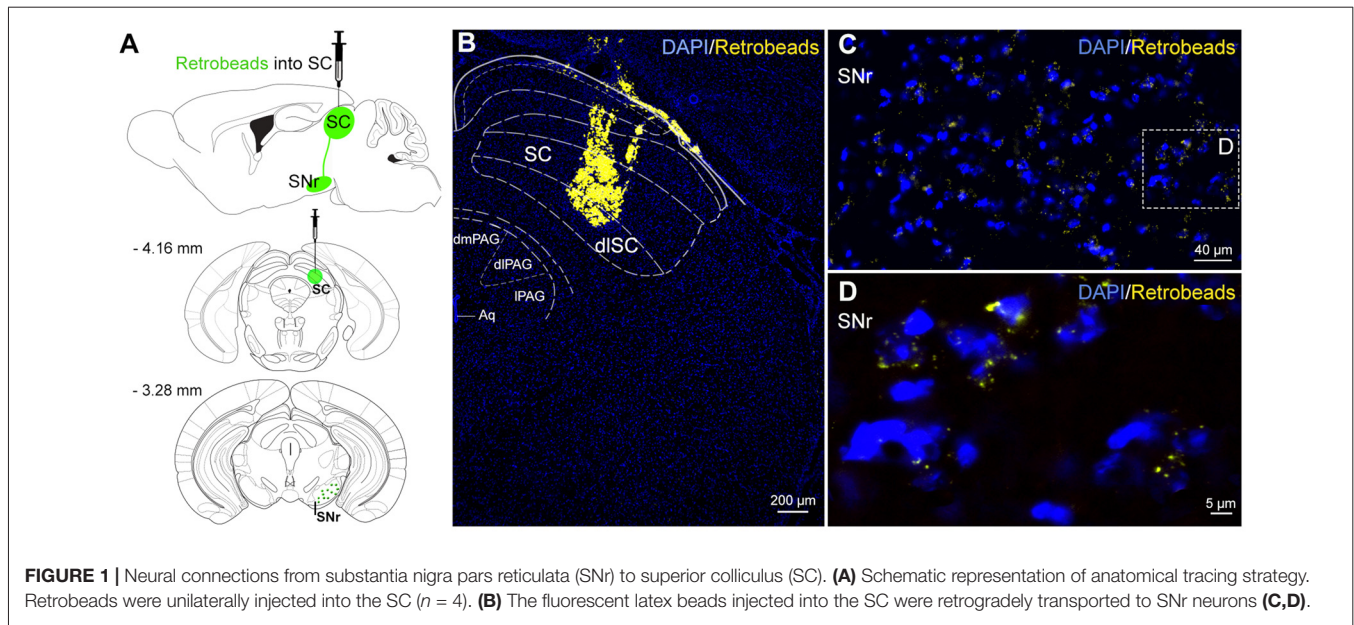 A
Retrobeads into SC
SC
SNr
- 4.16 mm
SC
- 3.28 mm
SNr
B
DAPI/Retrobeads
SC
dlSC
dmPAG
dlPAG
lPAG
Aq
200 µm
C
DAPI/Retrobeads
SNr
D
40 µm
D
DAPI/Retrobeads
SNr
5 µm
FIGURE 1 | Neural connections from substantia nigra pars reticulata (SNr) to superior colliculus (SC). (A) Schematic representation of anatomical tracing strategy.
Retrobeads were unilaterally injected into the SC (n = 4). (B) The fluorescent latex beads injected into the SC were retrogradely transported to SNr neurons (C,D).